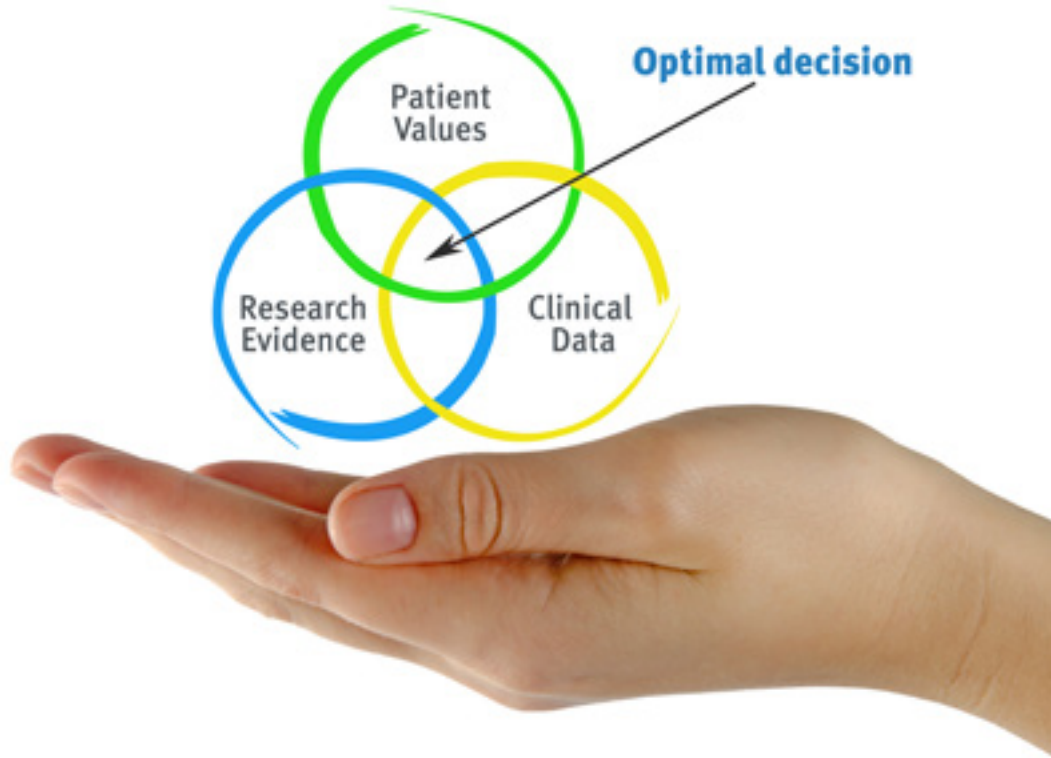 Optimal decision
Patient
Values
Research
Evidence
Clinical
Data